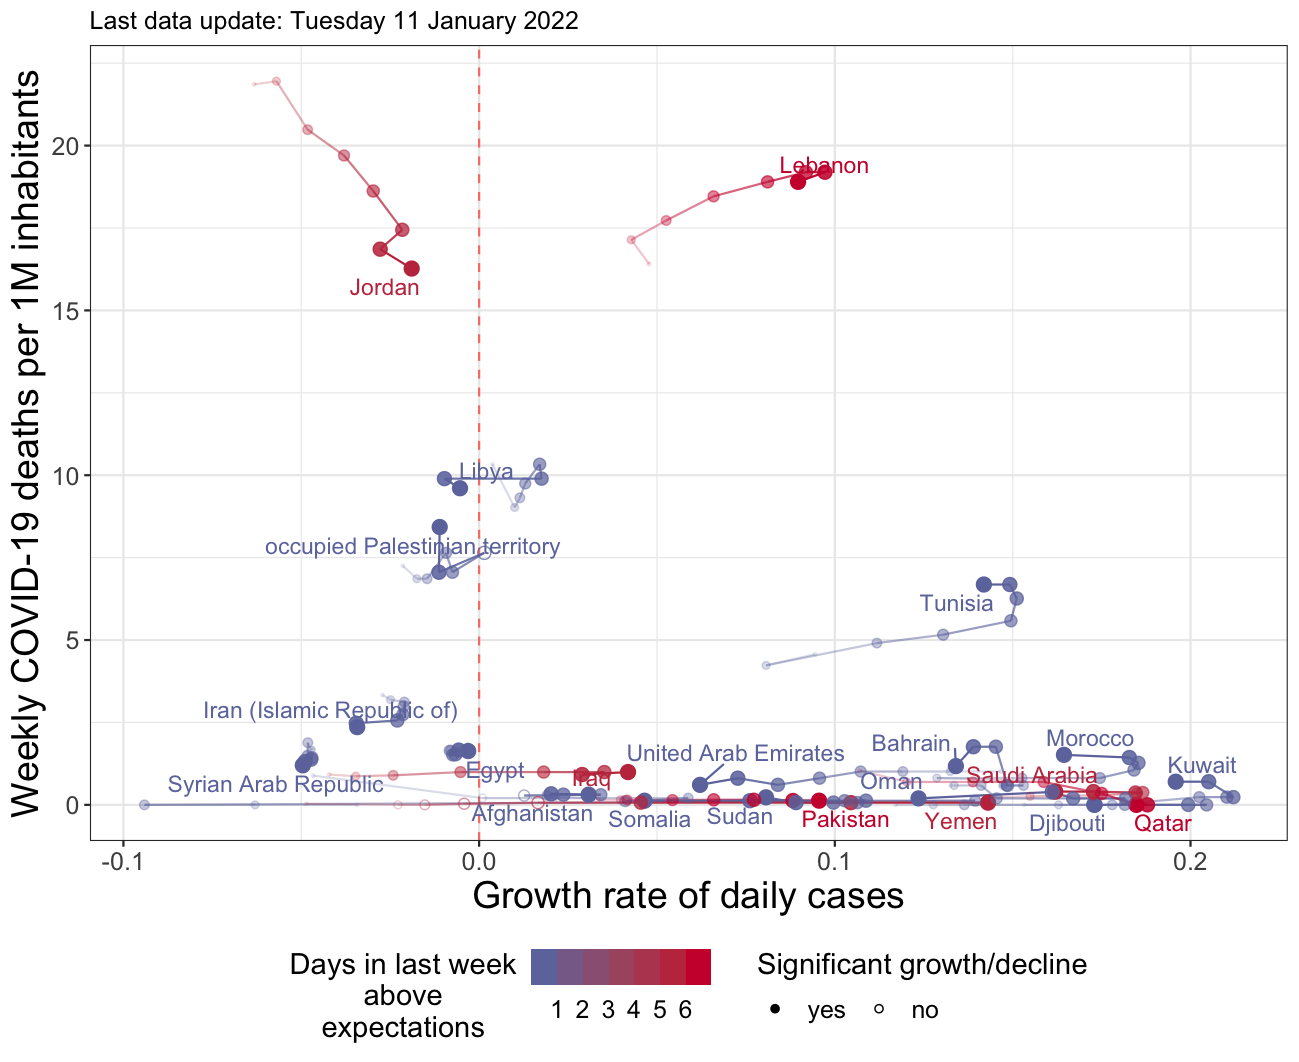 Last data update: Tuesday 11 January 2022
Weekly COVID-19 deaths per 1M inhabitants
20
15
10
5
0
Lebanon
Jordan
Libya
occupied Palestinian territory
Tunisia
Iran (Islamic Republic of)
Syrian Arab Republic
Egypt
Iraq
United Arab Emirates
Bahrain
Morocco
Kuwait
Saudi Arabia
Oman
Afghanistan
Somalia
Sudan
Pakistan
Yemen
Djibouti
Qatar
-0.1
0.0
0.1
0.2
Growth rate of daily cases
Days in last week
above
expectations
1 2 3 4 5 6
Significant growth/decline
yes
no